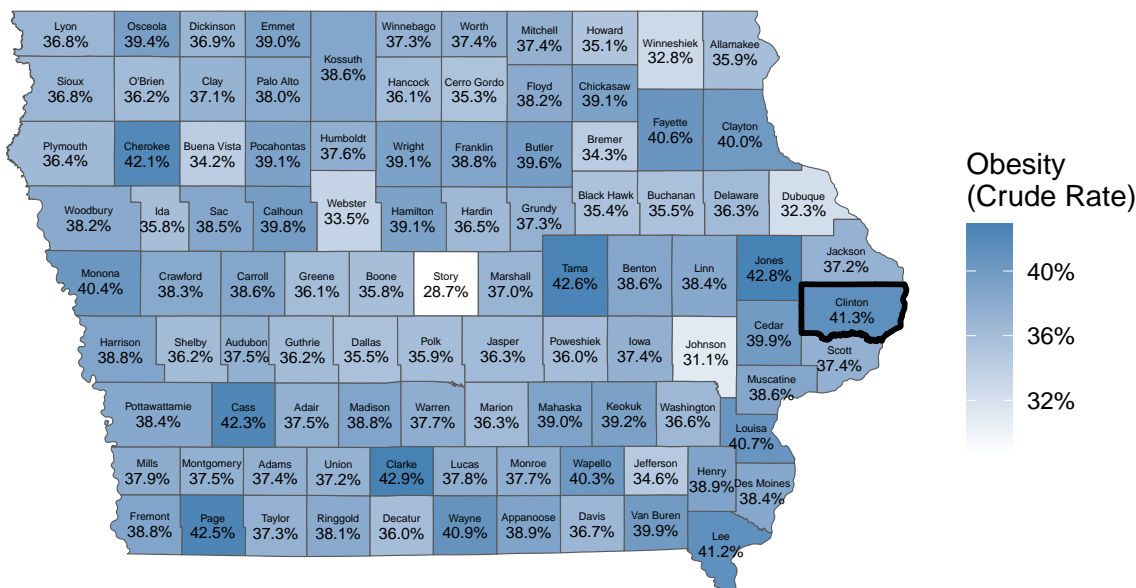 Lyon
36.8%
Osceola
39.4%
Dickinson
36.9%
Emmet
39.0%
Kossuth
38.6%
Winnebago
37.3%
Worth
37.4%
Mitchell
37.4%
Howard
35.1%
Winneshiek
32.8%
Allamakee
35.9%
Sioux
36.8%
O'Brien
36.2%
Clay
37.1%
Palo Alto
38.0%
Hancock
36.1%
Cerro Gordo
35.3%
Floyd
38.2%
Chickasaw
39.1%
Fayette
40.6%
Clayton
40.0%
Plymouth
36.4%
Cherokee
42.1%
Buena Vista
34.2%
Pocahontas
39.1%
Humboldt
37.6%
Wright
39.1%
Franklin
38.8%
Butler
39.6%
Bremer
34.3%
Woodbury
38.2%
Ida
35.8%
Sac
38.5%
Calhoun
39.8%
Webster
33.5%
Hamilton
39.1%
Hardin
36.5%
Grundy
37.3%
Black Hawk
35.4%
Buchanan
35.5%
Delaware
36.3%
Dubuque
32.3%
Monona
40.4%
Crawford
38.3%
Carroll
38.6%
Greene
36.1%
Boone
35.8%
Story
28.7%
Marshall
37.0%
Tama
42.6%
Benton
38.6%
Linn
38.4%
Jones
42.8%
Jackson
37.2%
Clinton
41.3%
Harrison
38.8%
Shelby
36.2%
Audubon
37.5%
Guthrie
36.2%
Dallas
35.5%
Polk
35.9%
Jasper
36.3%
Poweshiek
36.0%
Iowa
37.4%
Johnson
31.1%
Cedar
39.9%
Scott
37.4%
Muscatine
38.6%
Pottawattamie
38.4%
Cass
42.3%
Adair
37.5%
Madison
38.8%
Warren
37.7%
Marion
36.3%
Mahaska
39.0%
Keokuk
39.2%
Washington
36.6%
Louisa
40.7%
Mills
37.9%
Montgomery
37.5%
Adams
37.4%
Union
37.2%
Clarke
42.9%
Lucas
37.8%
Monroe
37.7%
Wapello
40.3%
Jefferson
34.6%
Henry
38.9%
Des Moines
38.4%
Fremont
38.8%
Page
42.5%
Taylor
37.3%
Ringgold
38.1%
Decatur
36.0%
Wayne
40.9%
Appanoose
38.9%
Davis
36.7%
Van Buren
39.9%
Lee
41.2%
Obesity
(Crude Rate)
40%
36%
32%